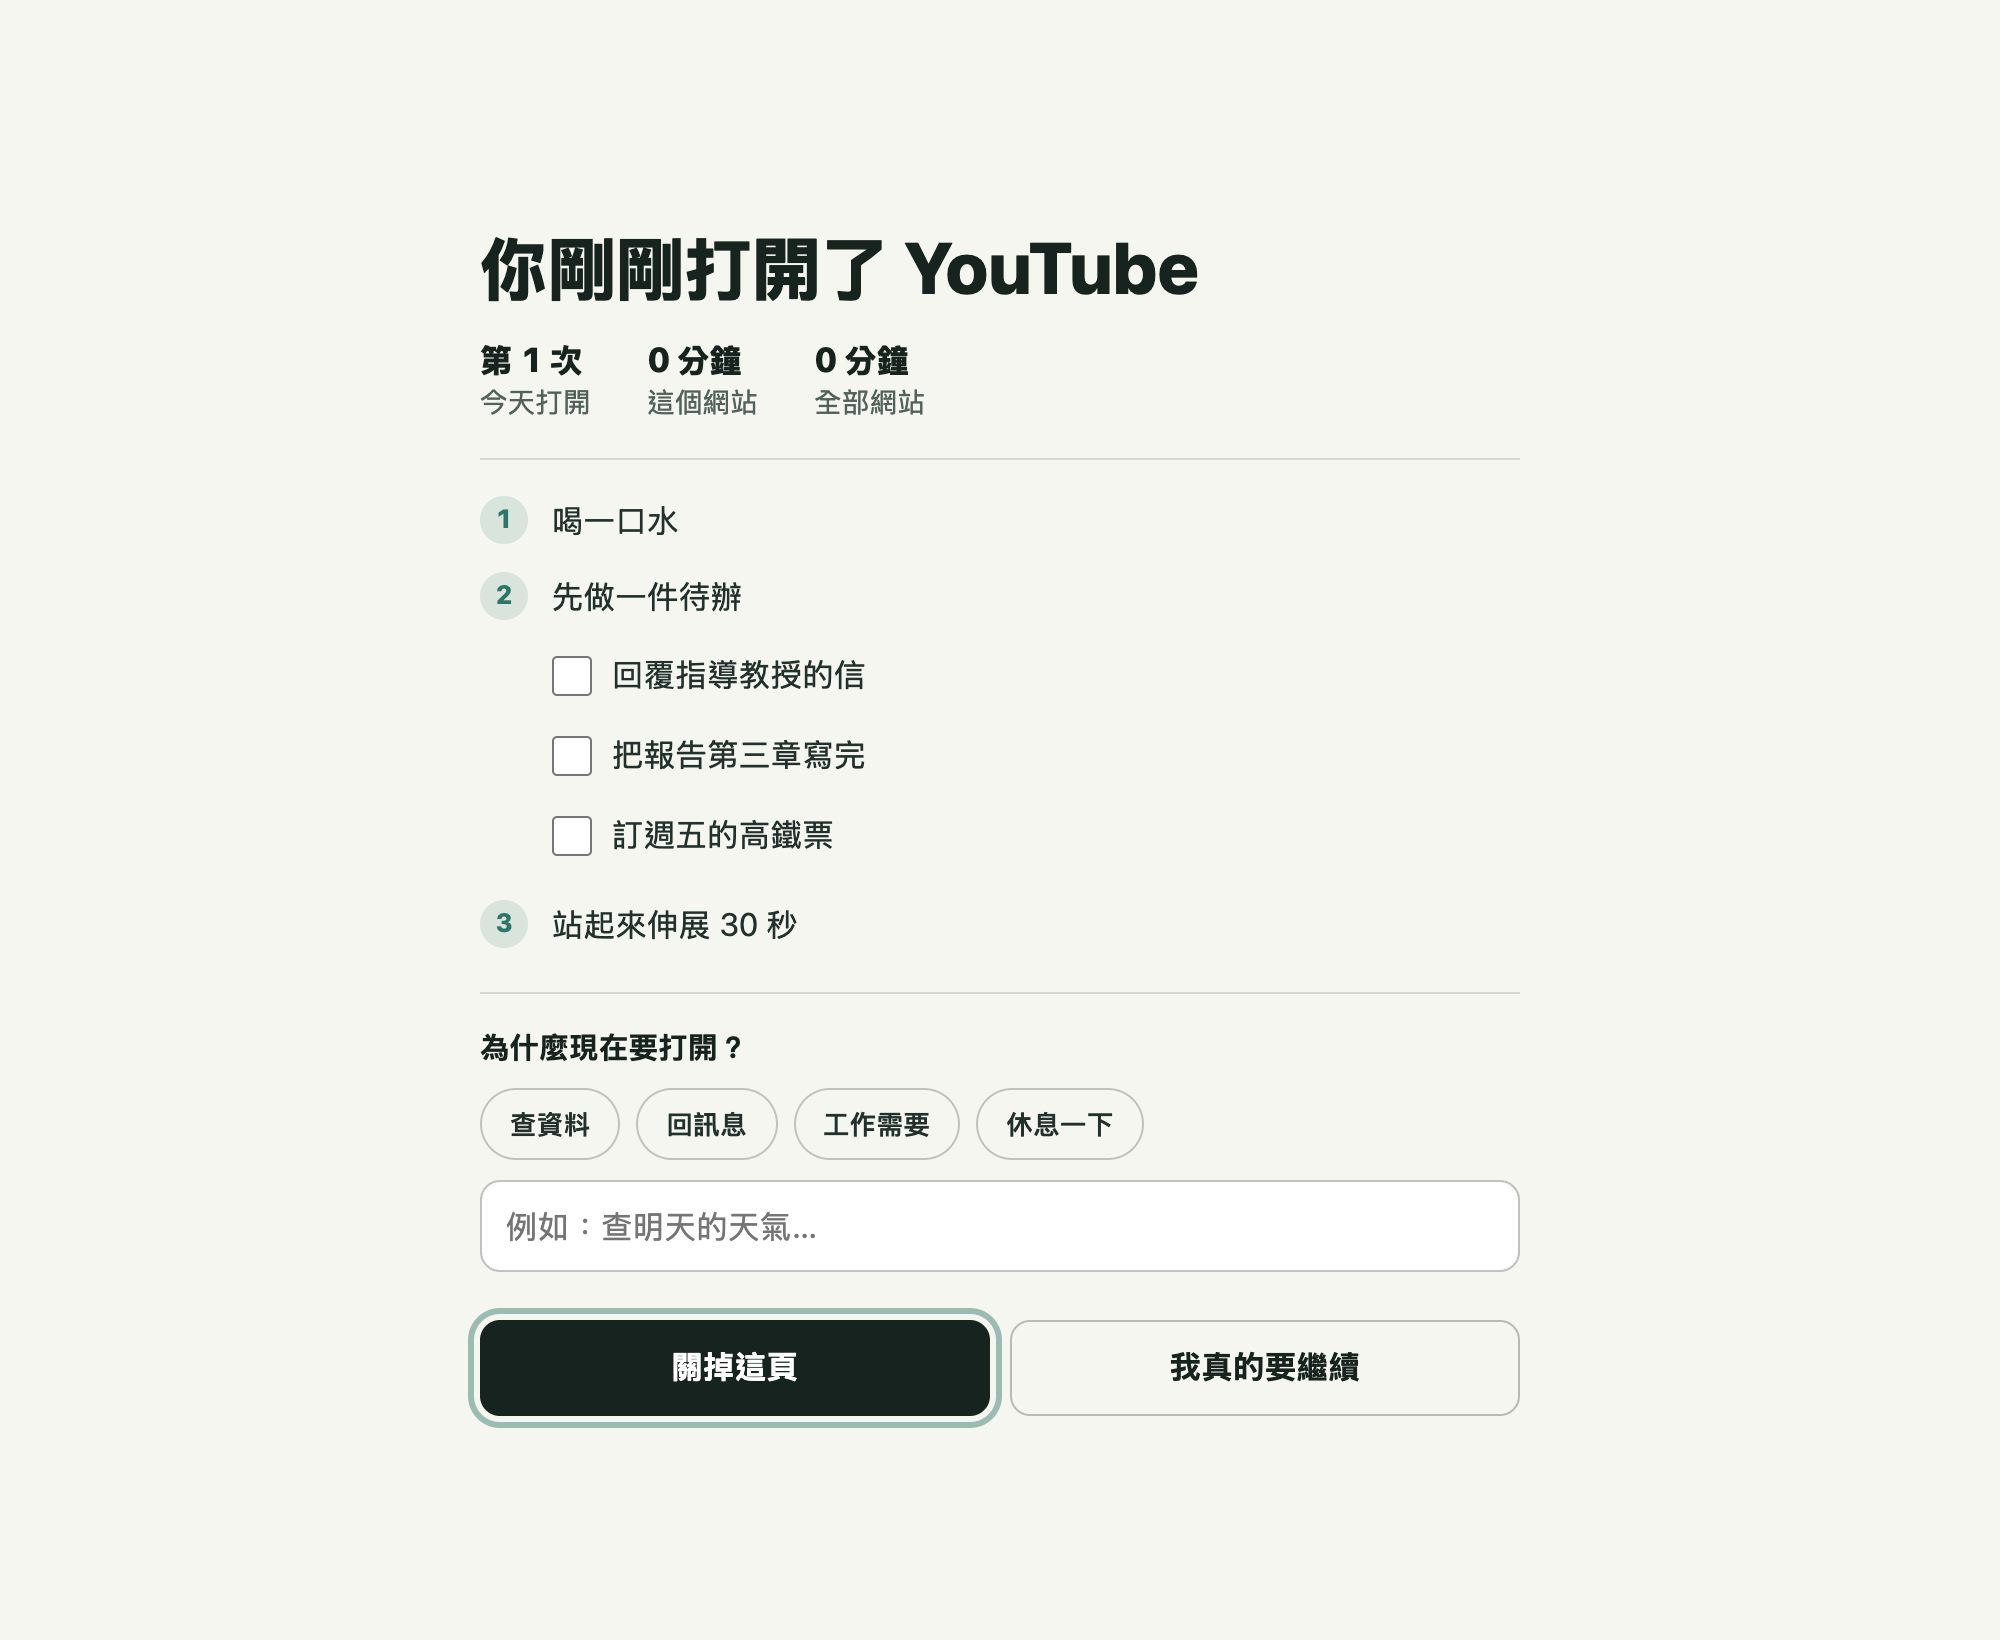 你剛剛打開了 YouTube
第 1 次 0 分鐘 0 分鐘
今天打開 這個網站 全部網站
1 喝一口水
2 先做一件待辦
回覆指導教授的信
把報告第三章寫完
訂週五的高鐵票
3 站起來伸展 30 秒
為什麼現在要打開？
查資料 回訊息 工作需要 休息一下
例如：查明天的天氣...
關掉這頁 我真的要繼續